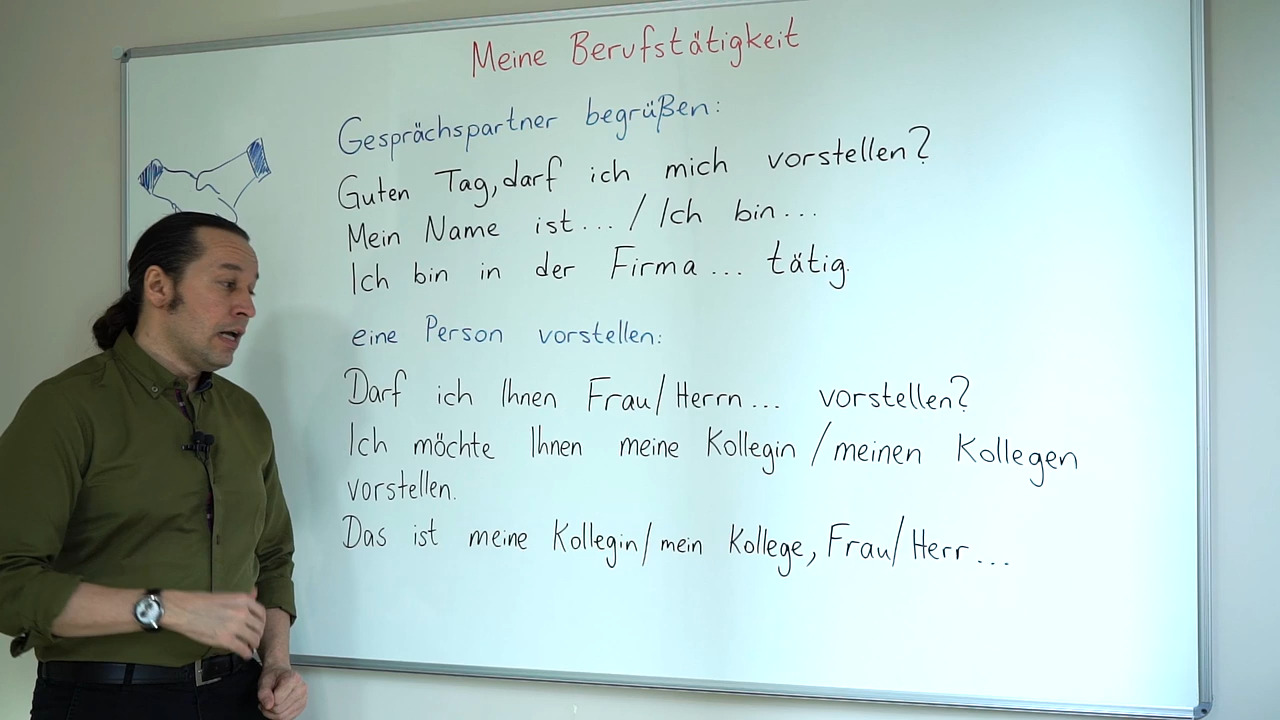 Meine Berufstätigkeit
Gesprächspartner begrüßen:
Guten Tag, darf ich mich vorstellen?
Mein Name ist... / Ich bin...
Ich bin in der Firma... tätig.
eine Person vorstellen:
Darf ich Ihnen Frau/Herrn... vorstellen?
Ich möchte Ihnen meine Kollegin / meinen Kollegen
vorstellen.
Das ist meine Kollegin/mein Kollege, Frau/Herr...